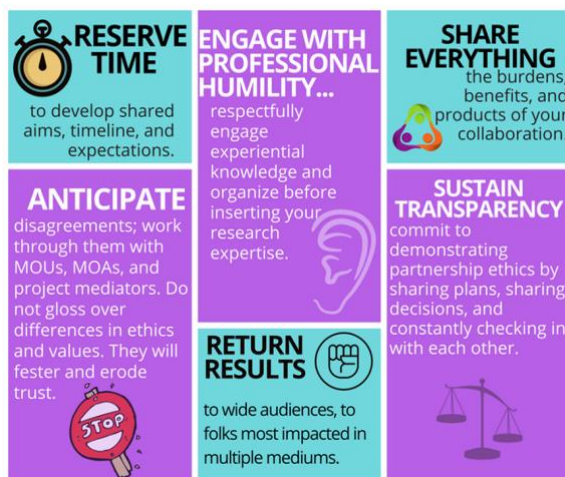 RESERVE
TIME
to develop shared
aims, timeline, and
expectations.
ENGAGE WITH
PROFESSIONAL
HUMILITY...
respectfully
engage
experiential
knowledge and
organize before
inserting your
research
expertise.
SHARE
EVERYTHING
the burdens,
benefits, and
products of your
collaboration.
ANTICIPATE
disagreements; work
through them with
MOUs, MOAs, and
project mediators. Do
not gloss over
differences in ethics
and values. They will
fester and erode
trust.
STOP
RETURN
RESULTS
to wide audiences, to
folks most impacted in
multiple mediums.
SUSTAIN
TRANSPARENCY
commit to
demonstrating
partnership ethics by
sharing plans, sharing
decisions, and
constantly checking in
with each other.